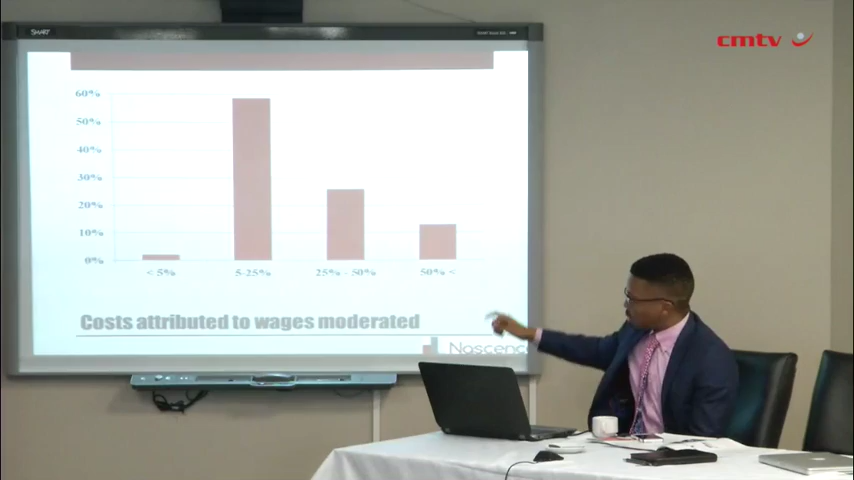 SMART
cmtv
60%
50%
40%
30%
20%
10%
0%
< 5%
5-25%
25% - 50%
50% <
Costs attributed to wages moderated